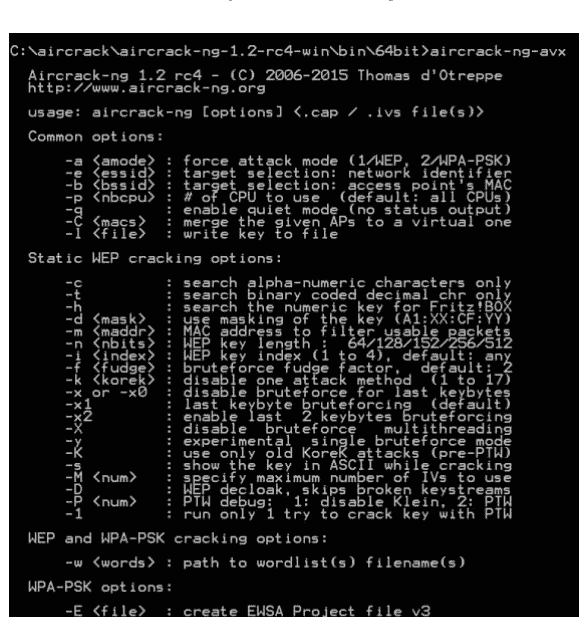 C:\aircrack\aircrack-ng-1.2-rc4-win\bin\64bit>aircrack-ng-avx
Aircrack-ng 1.2 rc4 - (C) 2006-2015 Thomas d'Otreppe
http://www.aircrack-ng.org
usage: aircrack-ng [options] <.cap / .ivs file(s)>
Common options:
-a <amode> : force attack mode (1/WEP, 2/WPA-PSK)
-e <essid> : target selection: network identifier
-b <bssid> : target selection: access point's MAC
-p <nbcpu> : # of CPU to use  (default: all CPUs)
-q         : enable quiet mode (no status output)
-C <macs>  : merge the given APs to a virtual one
-l <file>  : write key to file
Static WEP cracking options:
-c         : search alpha-numeric characters only
-t         : search binary coded decimal chr only
-h         : search the numeric key for Fritz!BOX
-d <mask>  : use masking of the key (A1:XX:CF:YY)
-m <maddr> : MAC address to filter usable packets
-n <nbits> : WEP key length :  64/128/152/256/512
-i <index> : WEP key index (1 to 4), default: any
-f <fudge> : bruteforce fudge factor,  default: 2
-k <korek> : disable one attack method  (1 to 17)
-x or -x0  : disable bruteforce for last keybytes
-x1        : last keybyte bruteforcing  (default)
-x2        : enable last  2 keybytes bruteforcing
-X         : disable  bruteforce   multithreading
-y         : experimental  single bruteforce mode
-K         : use only old KoreK attacks (pre-PTW)
-s         : show the key in ASCII while cracking
-M <num>   : specify maximum number of IVs to use
-D         : WEP decloak, skips broken keystreams
-P <num>   : PTW debug:  1: disable Klein, 2: PTW
-1         : run only 1 try to crack key with PTW
WEP and WPA-PSK cracking options:
-w <words> : path to wordlist(s) filename(s)
WPA-PSK options:
-E <file>  : create EWSA Project file v3